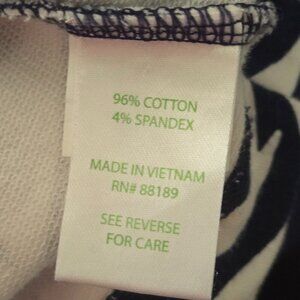 96% COTTON
4% SPANDEX
MADE IN VIETNAM
RN# 88189
SEE REVERSE
FOR CARE